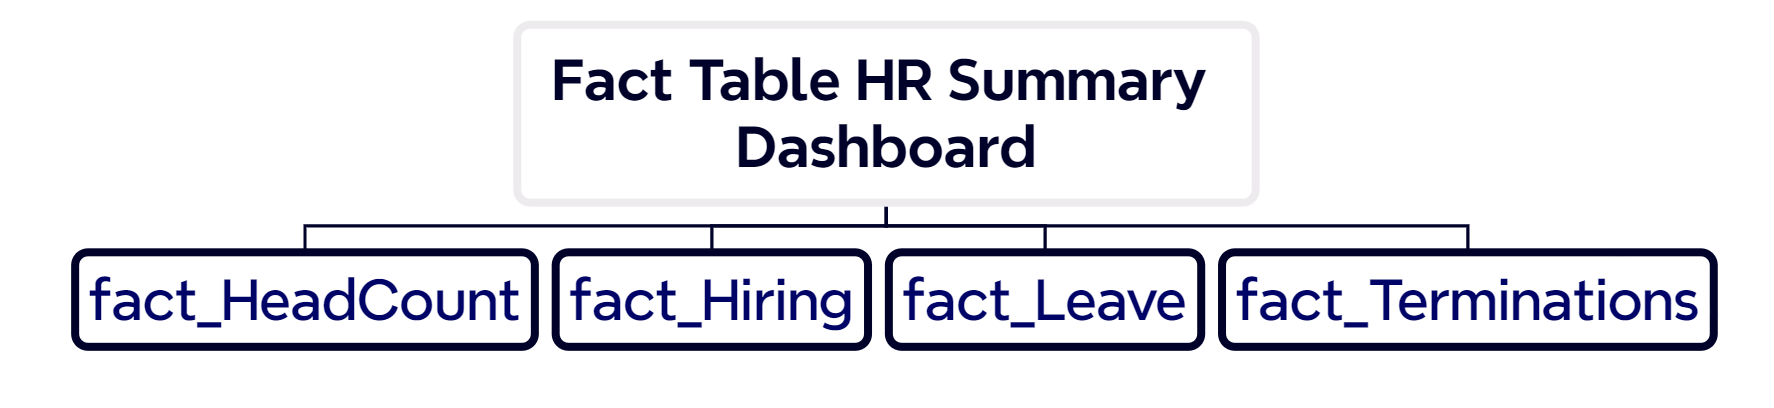 Fact Table HR Summary
Dashboard
fact_HeadCount
fact_Hiring
fact_Leave
fact_Terminations